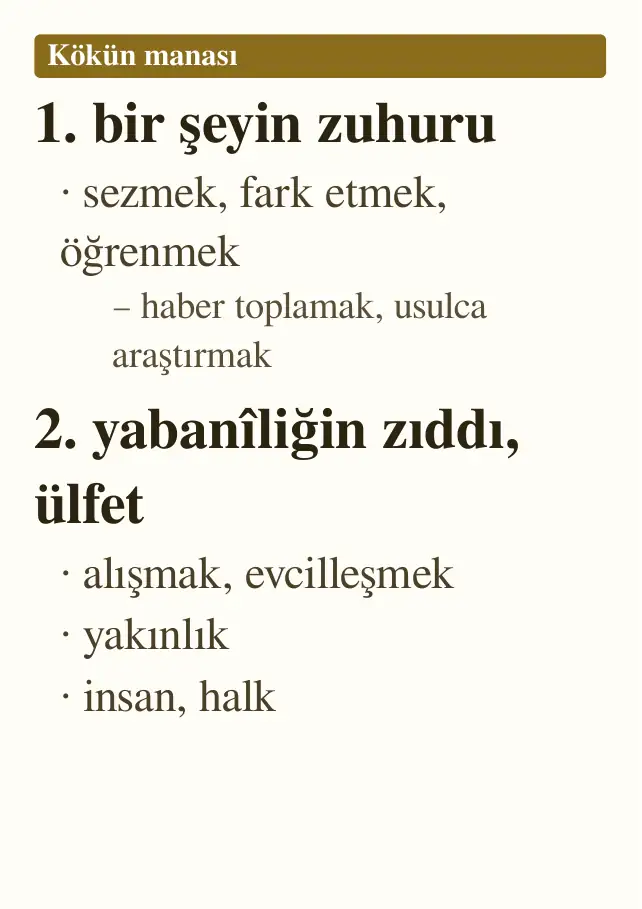 Kökün manası
1. bir şeyin zuhuru
· sezmek, fark etmek,
öğrenmek
– haber toplamak, usulca
araştırmak
2. yabanîliğin zıddı,
ülfet
· alışmak, evcilleşmek
· yakınlık
· insan, halk